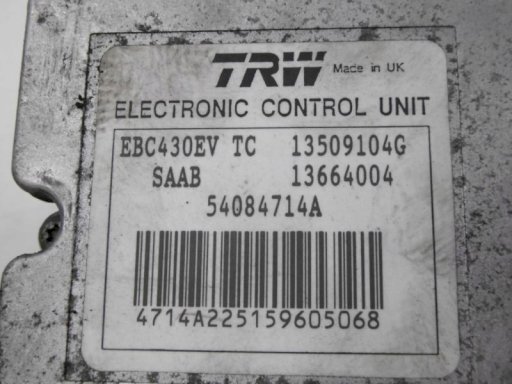 TRW Made in UK
ELECTRONIC CONTROL UNIT
EBC430EV TC 13509104G
SAAB 13664004
54084714A
4714A225159605068